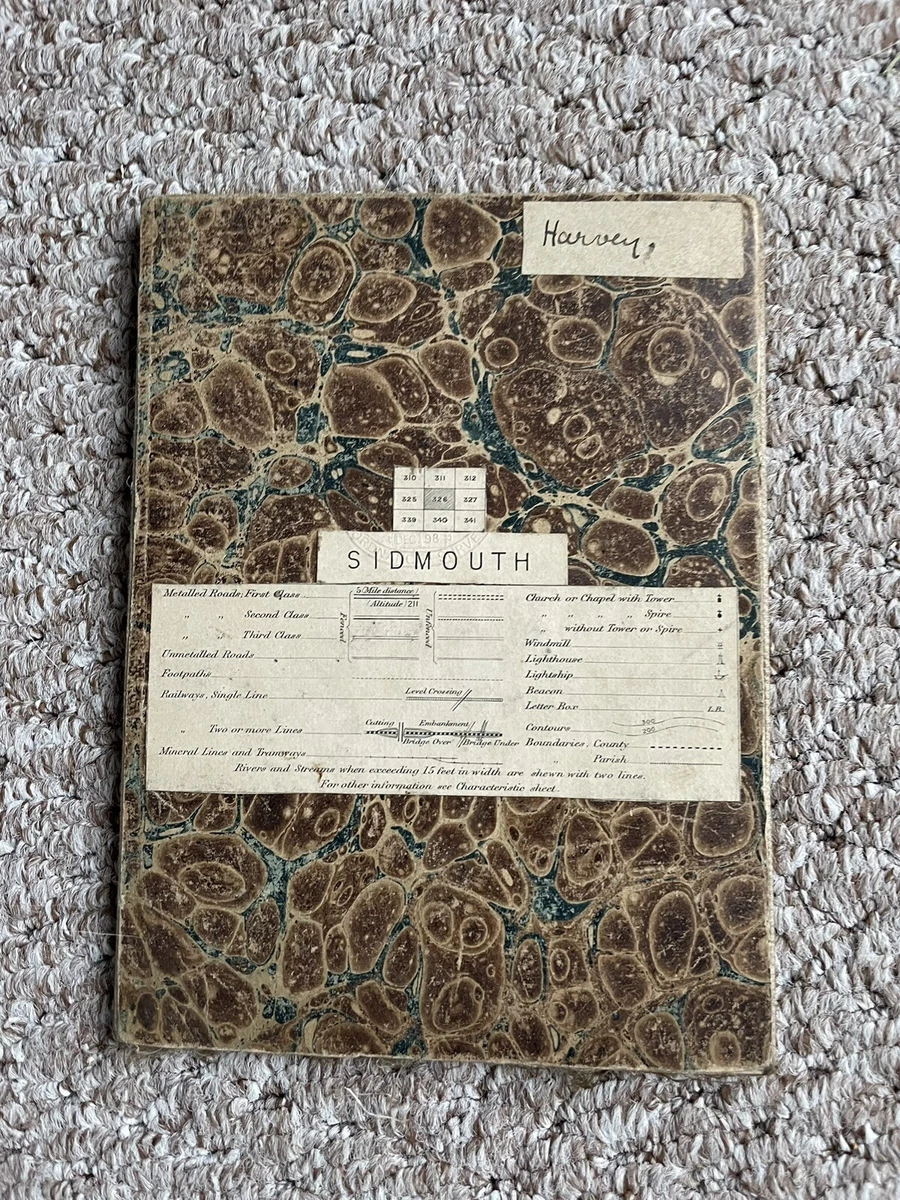 Harvey,
310 311 312
325 326 327
339 340 341
DEC. 98
SIDMOUTH
Metalled Roads; First Class
5 (Mile distance)
Altitude/211
„ „ Second Class
„ „ Third Class
Fenced
Unfenced
Unmetalled Roads
Footpaths
Railways, Single Line
Level Crossing
„ Two or more Lines
Cutting
Embankment
Bridge Over
Bridge Under
Mineral Lines and Tramways
Church or Chapel with Tower
„ „ „ „ Spire
„ without Tower or Spire
Windmill
Lighthouse
Lightship
Beacon
Letter Box L.B.
Contours 300
200
Boundaries, County
„ Parish
Rivers and Streams when exceeding 15 feet in width are shewn with two lines.
For other information see Characteristic sheet.